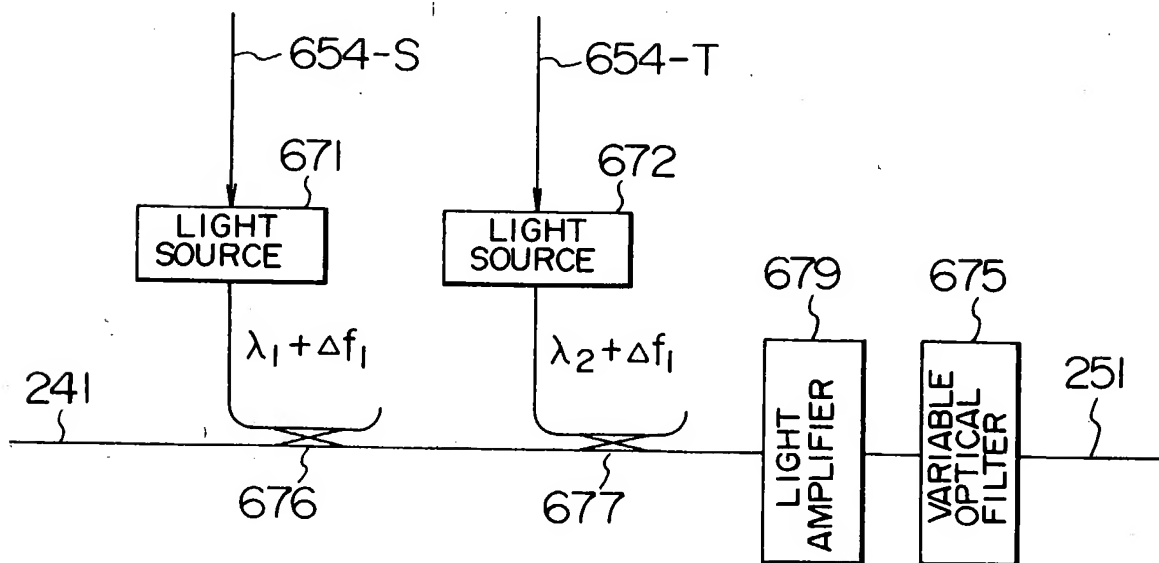 654-S
654-T
671
672
LIGHT
SOURCE
LIGHT
SOURCE
679
675
λ1 + Δf1
λ2 + Δf1
241
251
LIGHT
AMPLIFIER
VARIABLE
OPTICAL
FILTER
676
677